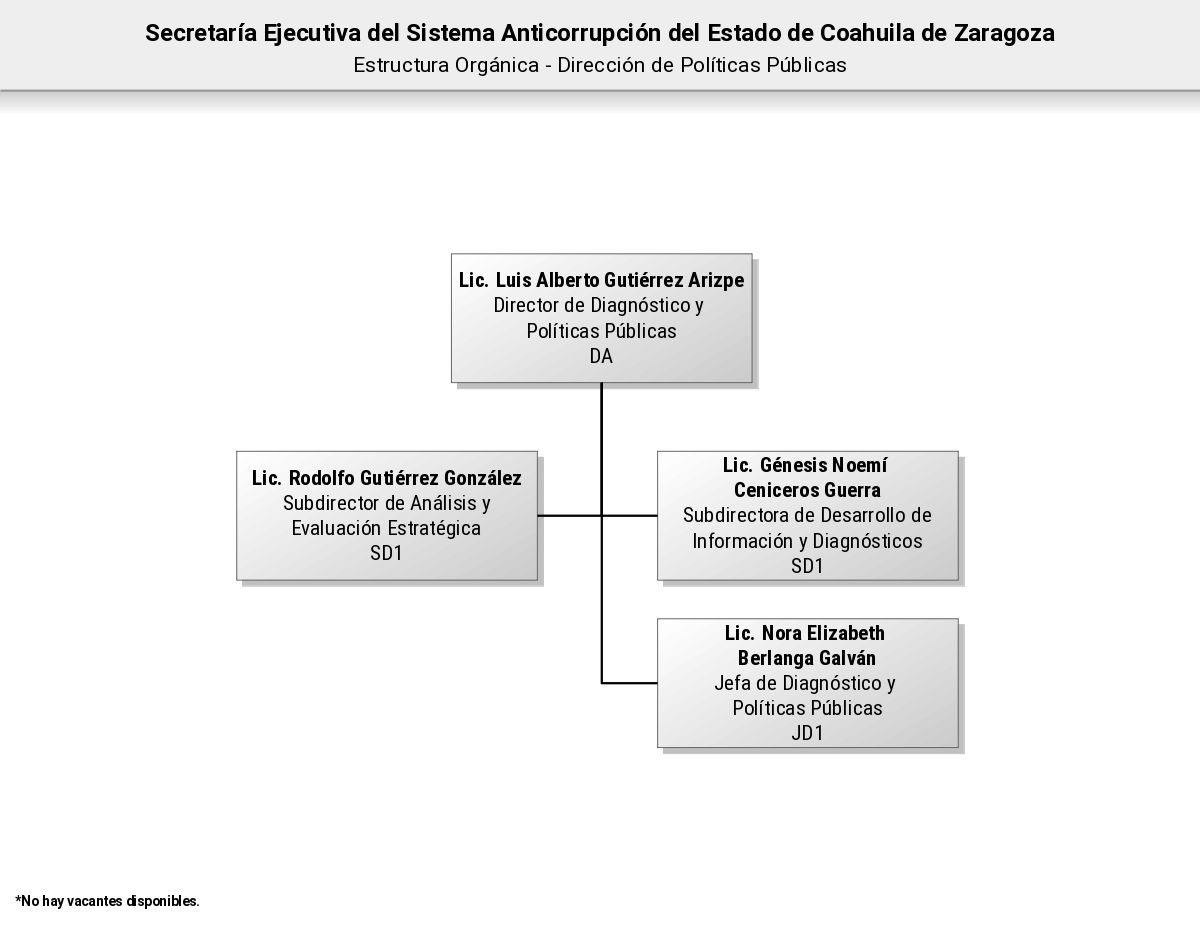 Secretaría Ejecutiva del Sistema Anticorrupción del Estado de Coahuila de Zaragoza
Estructura Orgánica - Dirección de Políticas Públicas
Lic. Luis Alberto Gutiérrez Arizpe
Director de Diagnóstico y
Políticas Públicas
DA
Lic. Rodolfo Gutiérrez González
Subdirector de Análisis y
Evaluación Estratégica
SD1
Lic. Génesis Noemí
Ceniceros Guerra
Subdirectora de Desarrollo de
Información y Diagnósticos
SD1
Lic. Nora Elizabeth
Berlanga Galván
Jefa de Diagnóstico y
Políticas Públicas
JD1
*No hay vacantes disponibles.